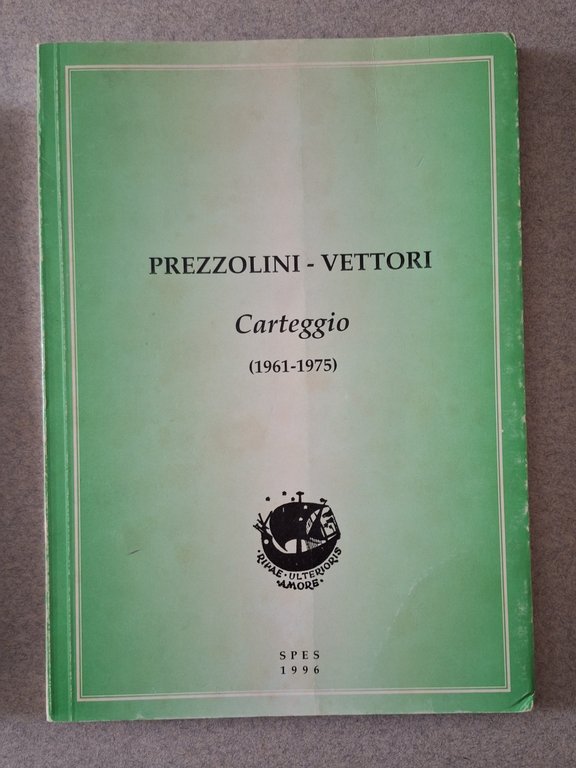 PREZZOLINI - VETTORI
Carteggio
(1961-1975)
·RIPAE·ULTERIORIS
·AMORE·
SPES
1996